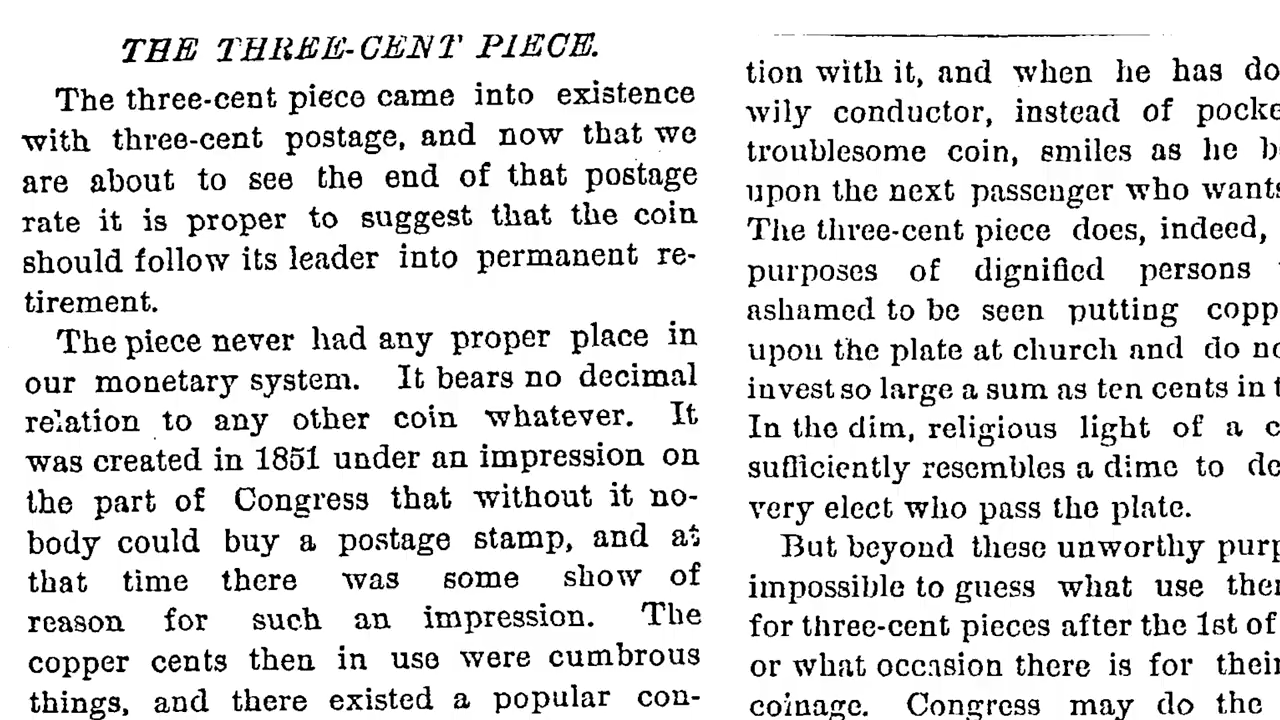 THE THREE-CENT PIECE.
The three-cent piece came into existence
with three-cent postage, and now that we
are about to see the end of that postage
rate it is proper to suggest that the coin
should follow its leader into permanent re-
tirement.
The piece never had any proper place in
our monetary system. It bears no decimal
relation to any other coin whatever. It
was created in 1851 under an impression on
the part of Congress that without it no-
body could buy a postage stamp, and at
that time there was some show of
reason for such an impression. The
copper cents then in use were cumbrous
things, and there existed a popular con-
tion with it, and when he has do
wily conductor, instead of pocke
troublesome coin, smiles as he b
upon the next passenger who wants
The three-cent piece does, indeed,
purposes of dignified persons
ashamed to be seen putting copp
upon the plate at church and do no
invest so large a sum as ten cents in t
In the dim, religious light of a c
sufficiently resembles a dime to de
very elect who pass the plate.
But beyond these unworthy purp
impossible to guess what use ther
for three-cent pieces after the 1st of
or what occasion there is for their
coinage. Congress may do the